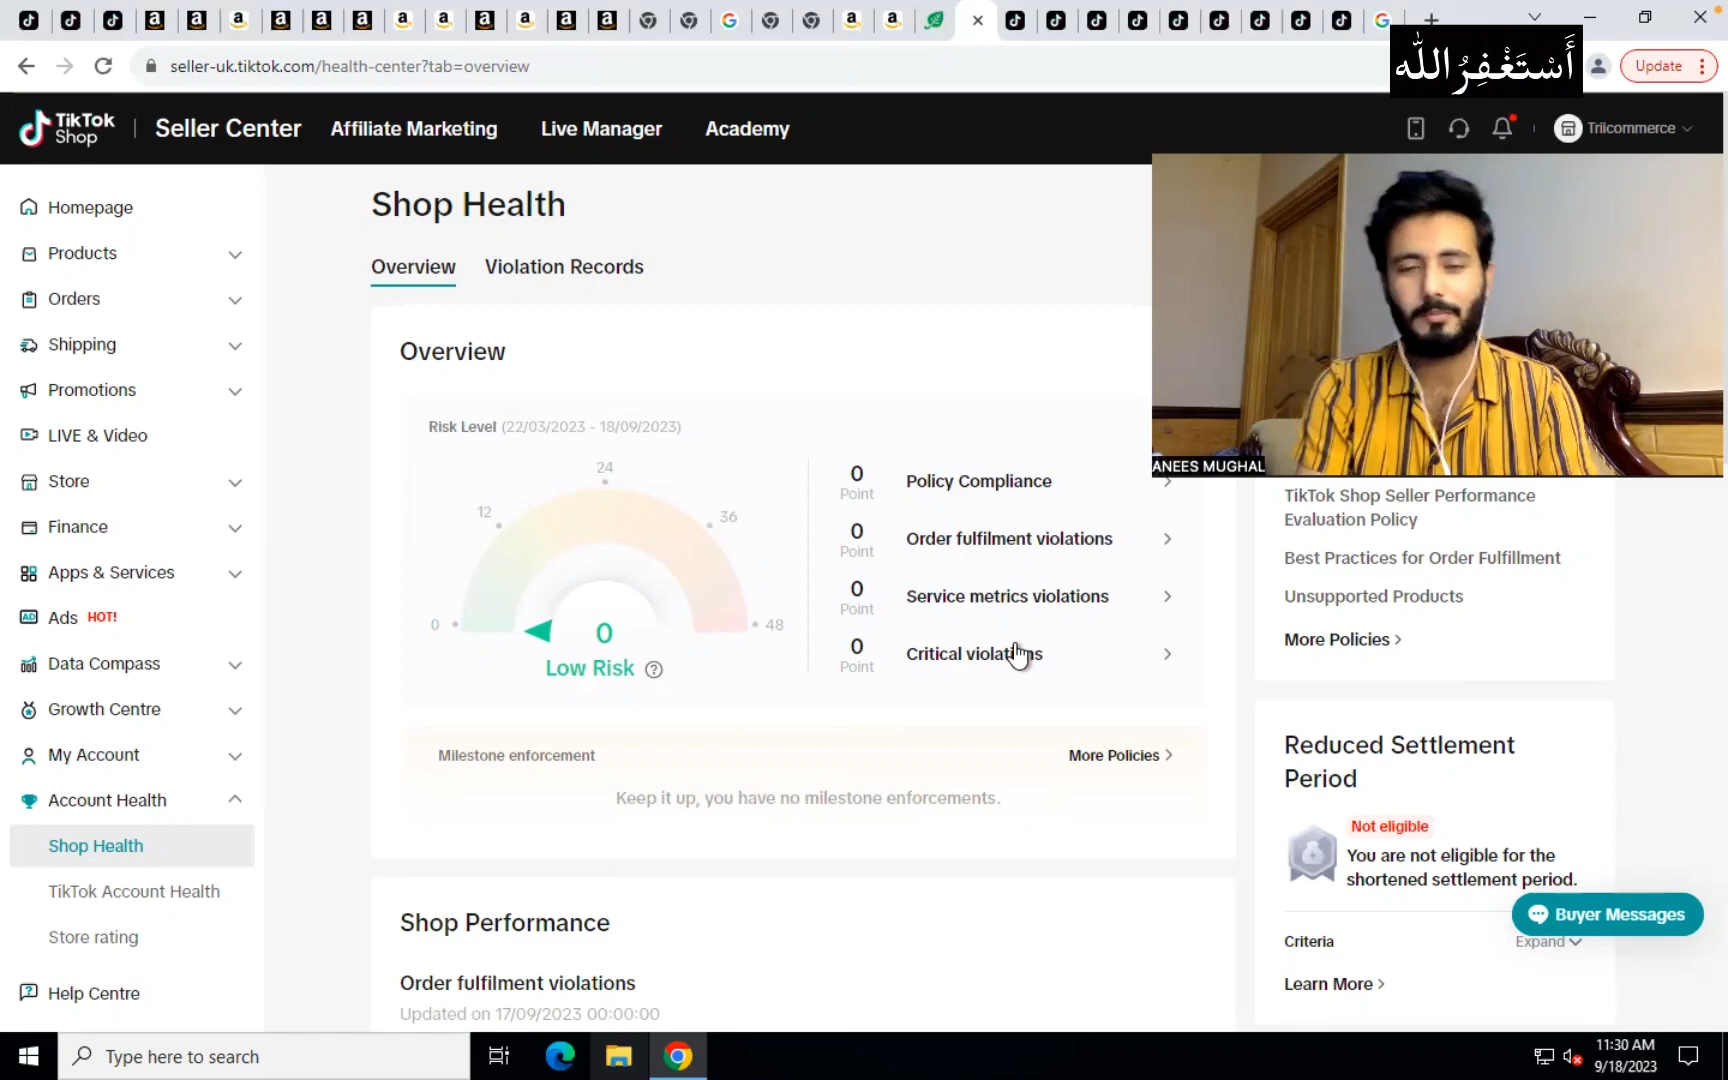 seller-uk.tiktok.com/health-center?tab=overview
أَسْتَغْفِرُ اللّٰه
Update
TikTok
Shop
Seller Center
Affiliate Marketing
Live Manager
Academy
Triicommerce
Homepage
Products
Orders
Shipping
Promotions
LIVE & Video
Store
Finance
Apps & Services
Ads HOT!
Data Compass
Growth Centre
My Account
Account Health
Shop Health
TikTok Account Health
Store rating
Help Centre
Shop Health
Overview
Violation Records
Overview
Risk Level (22/03/2023 - 18/09/2023)
0
12
24
36
48
0
Low Risk
0
Point
Policy Compliance
0
Point
Order fulfilment violations
0
Point
Service metrics violations
0
Point
Critical violations
Milestone enforcement
More Policies
Keep it up, you have no milestone enforcements.
Shop Performance
Order fulfilment violations
Updated on 17/09/2023 00:00:00
ANEES MUGHAL
TikTok Shop Seller Performance
Evaluation Policy
Best Practices for Order Fulfillment
Unsupported Products
More Policies
Reduced Settlement
Period
Not eligible
You are not eligible for the
shortened settlement period.
Buyer Messages
Criteria
Expand
Learn More
Type here to search
11:30 AM
9/18/2023